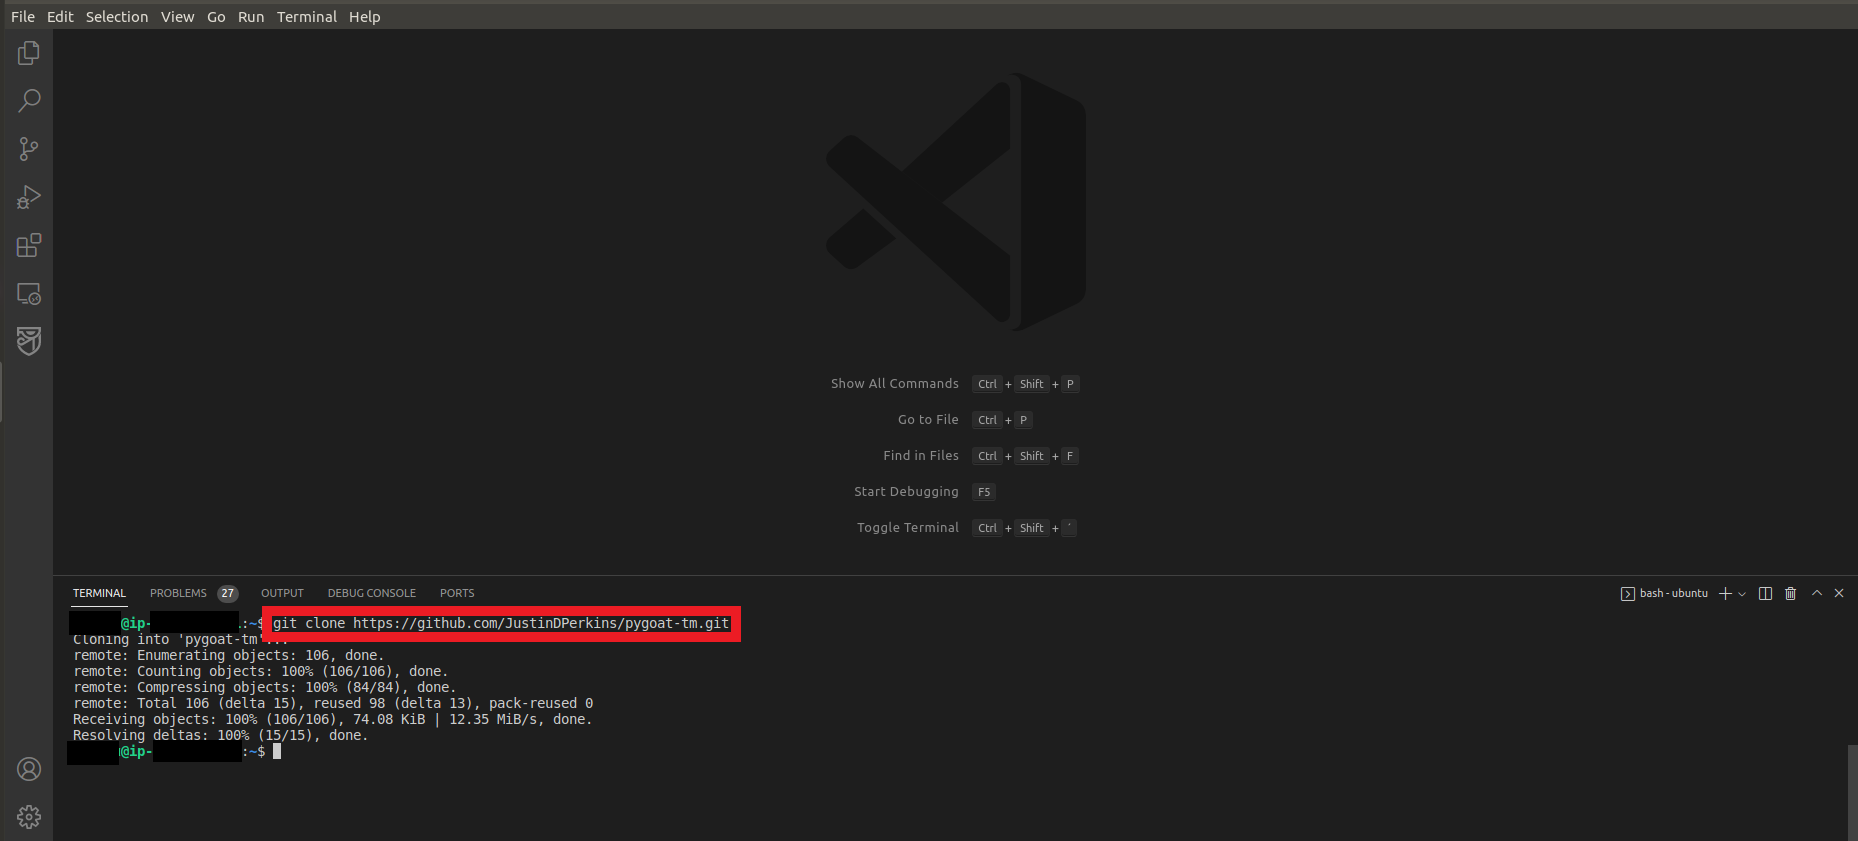 File Edit Selection View Go Run Terminal Help
Show All Commands Ctrl + Shift + P
Go to File Ctrl + P
Find in Files Ctrl + Shift + F
Start Debugging F5
Toggle Terminal Ctrl + Shift + '
TERMINAL PROBLEMS 27 OUTPUT DEBUG CONSOLE PORTS bash - ubuntu
@ip- .:~$ git clone https://github.com/JustinDPerkins/pygoat-tm.git
Cloning into 'pygoat-tm'...
remote: Enumerating objects: 106, done.
remote: Counting objects: 100% (106/106), done.
remote: Compressing objects: 100% (84/84), done.
remote: Total 106 (delta 15), reused 98 (delta 13), pack-reused 0
Receiving objects: 100% (106/106), 74.08 KiB | 12.35 MiB/s, done.
Resolving deltas: 100% (15/15), done.
@ip- :~$